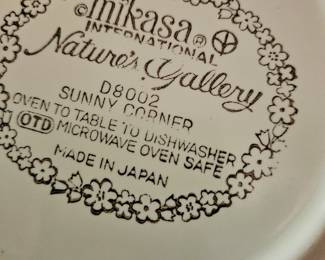 ©mikasa®
INTERNATIONAL
Nature's Gallery
D8002
SUNNY CORNER
OVEN TO TABLE TO DISHWASHER
OTD MICROWAVE OVEN SAFE
MADE IN JAPAN